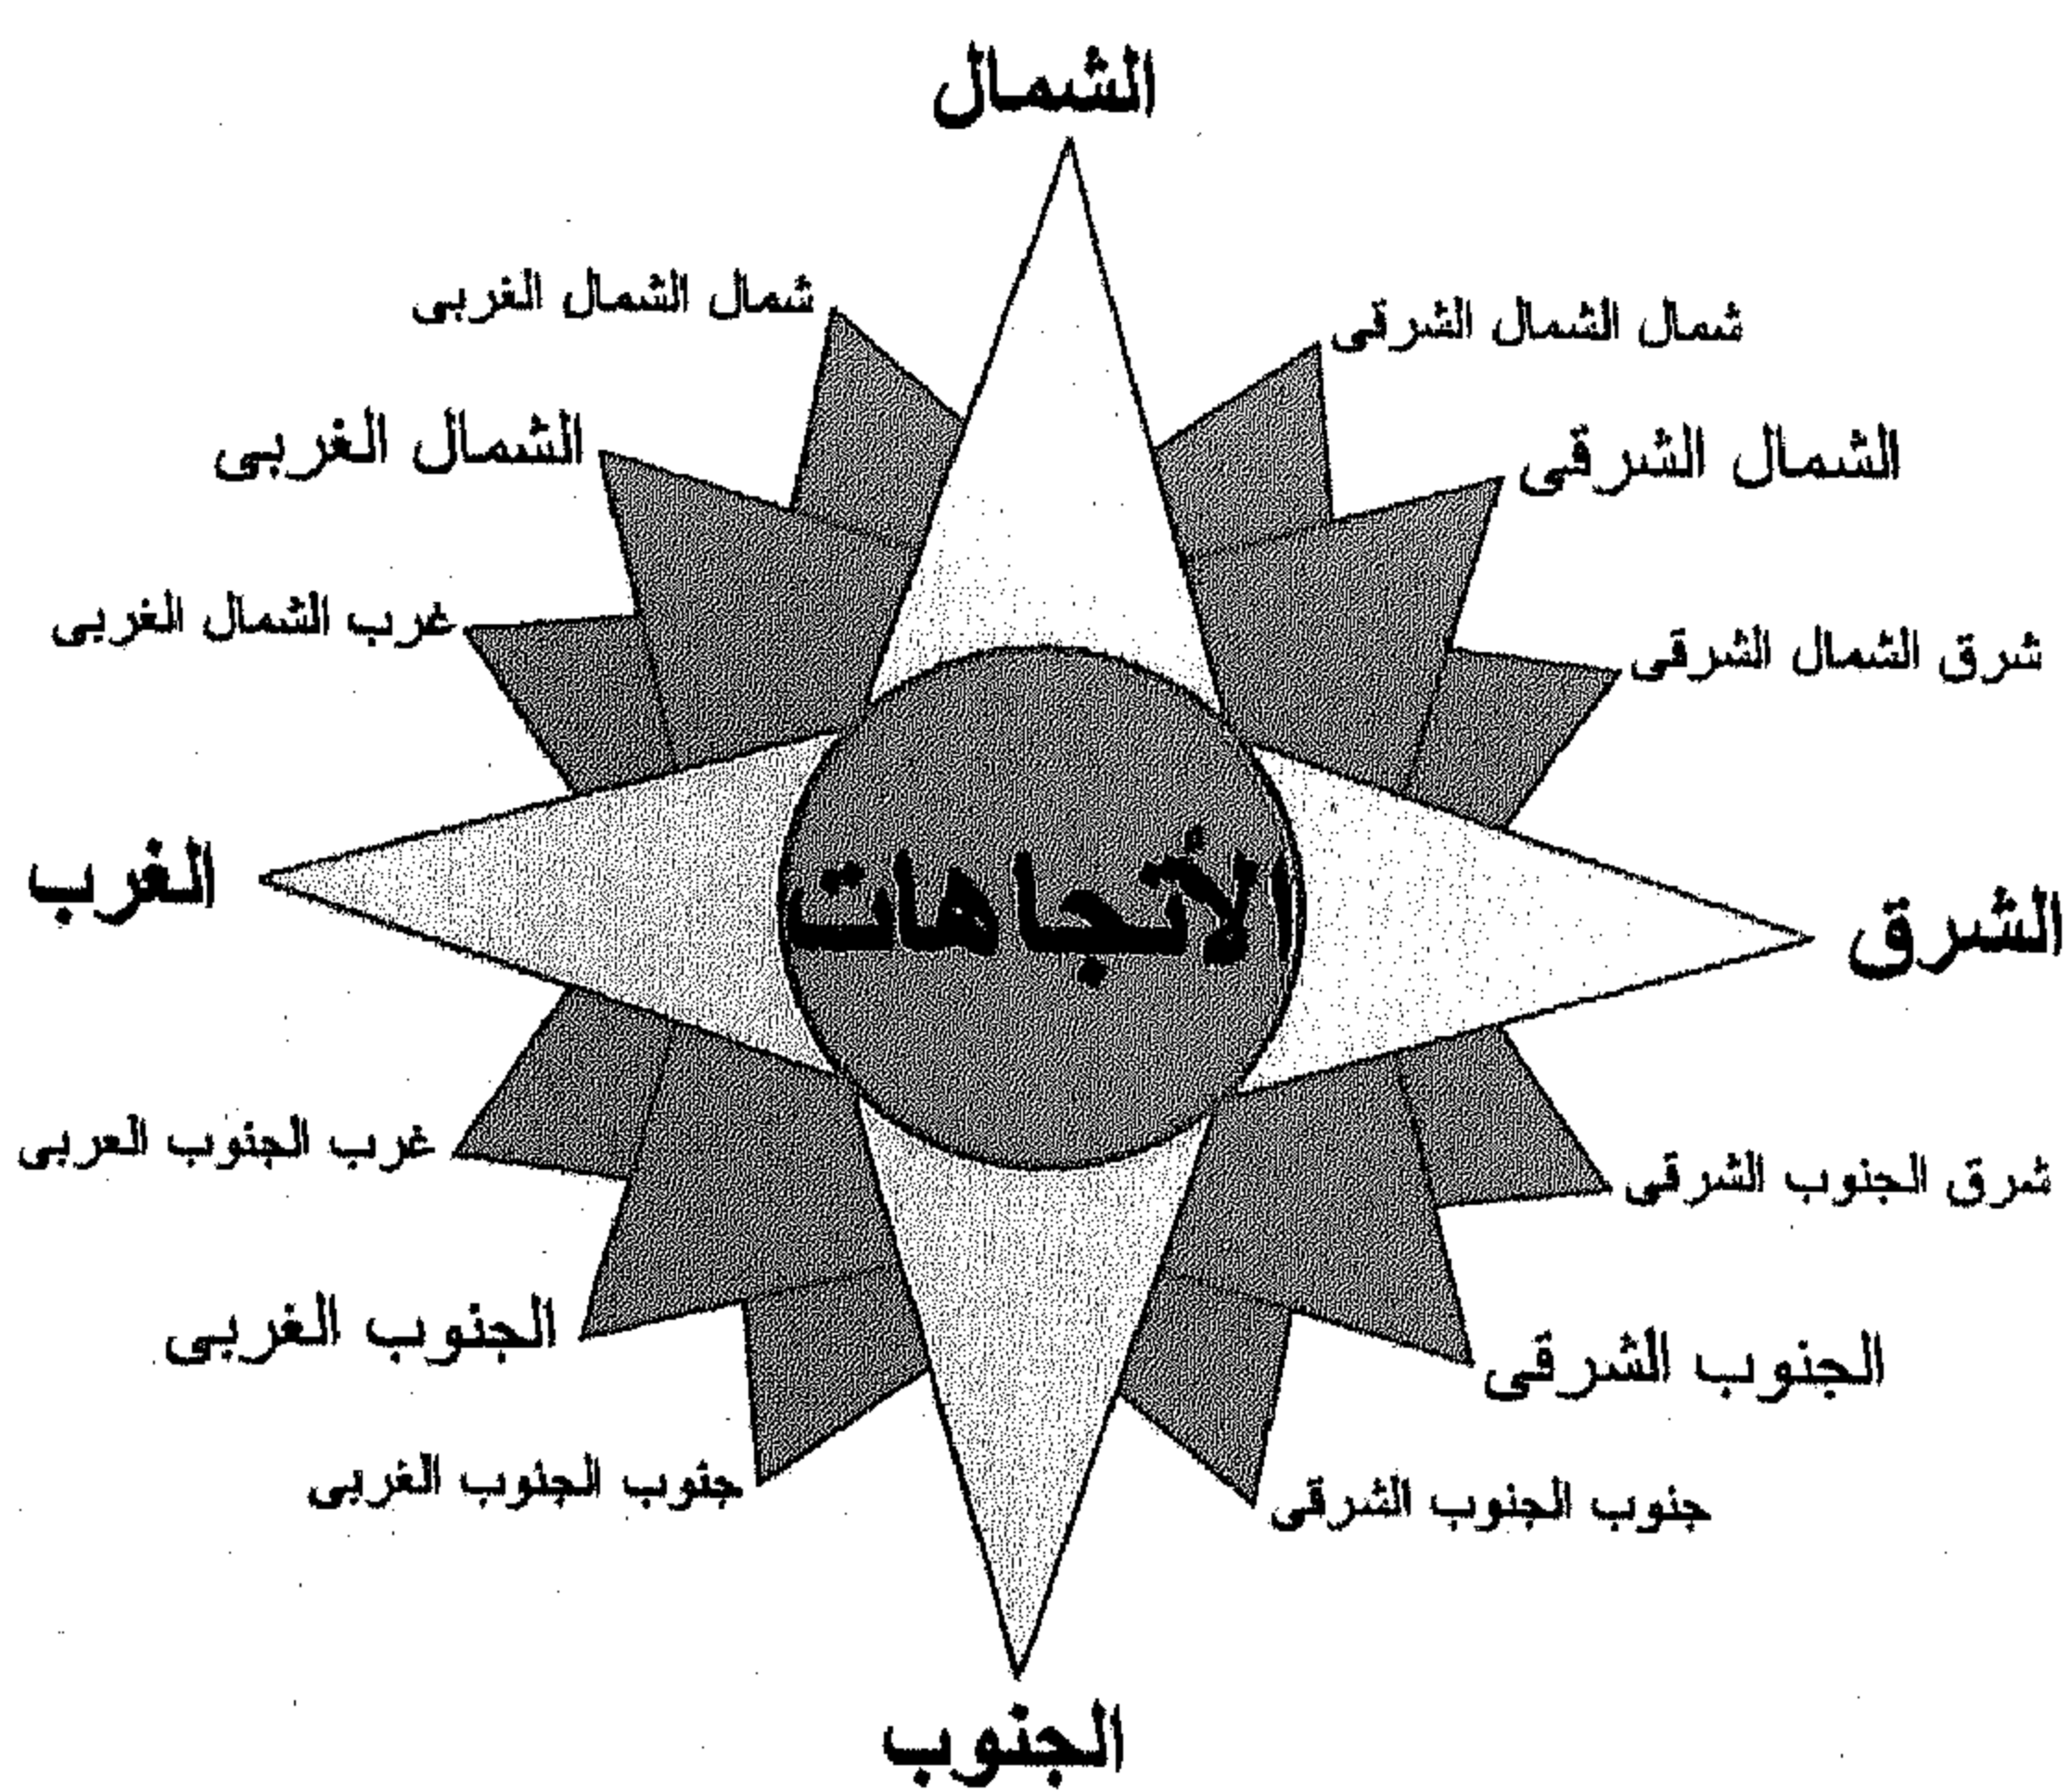 الشمال
شمال الشمال الشرقى
شمال الشمال الغربى
الشمال الشرقى
الشمال الغربى
شرق الشمال الشرقى
غرب الشمال الغربى
الشرق
الأتجاهات
الغرب
شرق الجنوب الشرقى
غرب الجنوب العربى
الجنوب الشرقى
الجنوب الغربى
جنوب الجنوب الشرقى
جنوب الجنوب الغربى
الجنوب